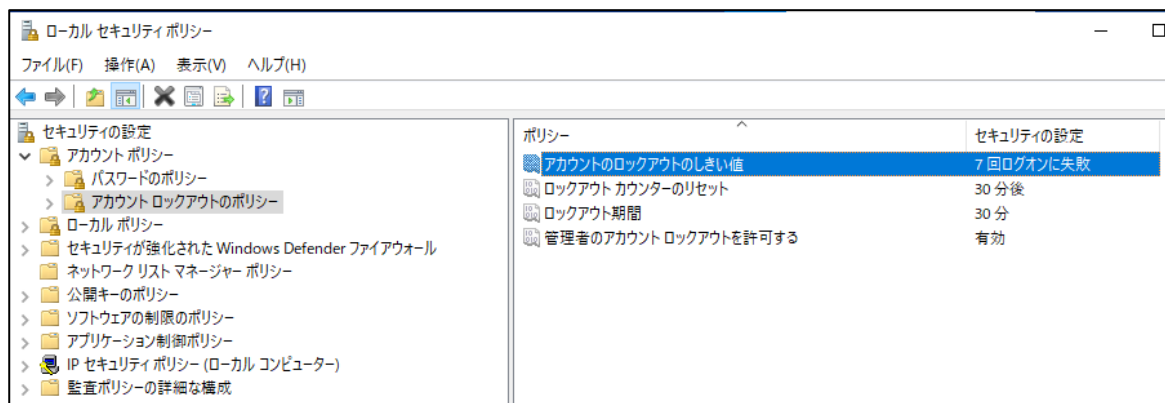 ローカル セキュリティ ポリシー
ファイル(F) 操作(A) 表示(V) ヘルプ(H)
セキュリティの設定
アカウント ポリシー
パスワードのポリシー
アカウント ロックアウトのポリシー
ローカル ポリシー
セキュリティが強化された Windows Defender ファイアウォール
ネットワーク リスト マネージャー ポリシー
公開キーのポリシー
ソフトウェアの制限のポリシー
アプリケーション制御ポリシー
IP セキュリティ ポリシー (ローカル コンピューター)
監査ポリシーの詳細な構成
ポリシー セキュリティの設定
アカウントのロックアウトのしきい値 7 回ログオンに失敗
ロックアウト カウンターのリセット 30 分後
ロックアウト期間 30 分
管理者のアカウント ロックアウトを許可する 有効